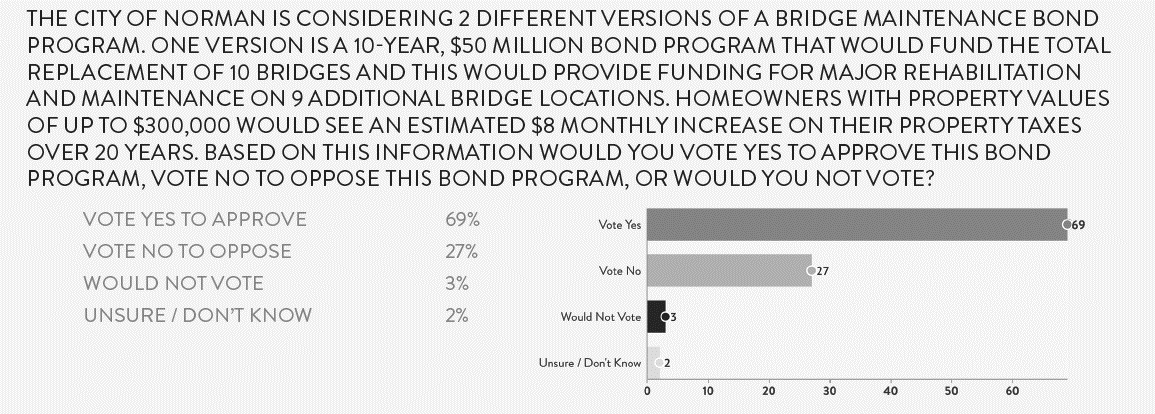 THE CITY OF NORMAN IS CONSIDERING 2 DIFFERENT VERSIONS OF A BRIDGE MAINTENANCE BOND
PROGRAM. ONE VERSION IS A 10-YEAR, $50 MILLION BOND PROGRAM THAT WOULD FUND THE TOTAL
REPLACEMENT OF 10 BRIDGES AND THIS WOULD PROVIDE FUNDING FOR MAJOR REHABILITATION
AND MAINTENANCE ON 9 ADDITIONAL BRIDGE LOCATIONS. HOMEOWNERS WITH PROPERTY VALUES
OF UP TO $300,000 WOULD SEE AN ESTIMATED $8 MONTHLY INCREASE ON THEIR PROPERTY TAXES
OVER 20 YEARS. BASED ON THIS INFORMATION WOULD YOU VOTE YES TO APPROVE THIS BOND
PROGRAM, VOTE NO TO OPPOSE THIS BOND PROGRAM, OR WOULD YOU NOT VOTE?
VOTE YES TO APPROVE 69%
VOTE NO TO OPPOSE 27%
WOULD NOT VOTE 3%
UNSURE / DON'T KNOW 2%
Vote Yes 69
Vote No 27
Would Not Vote 3
Unsure / Don't Know 2
0 10 20 30 40 50 60